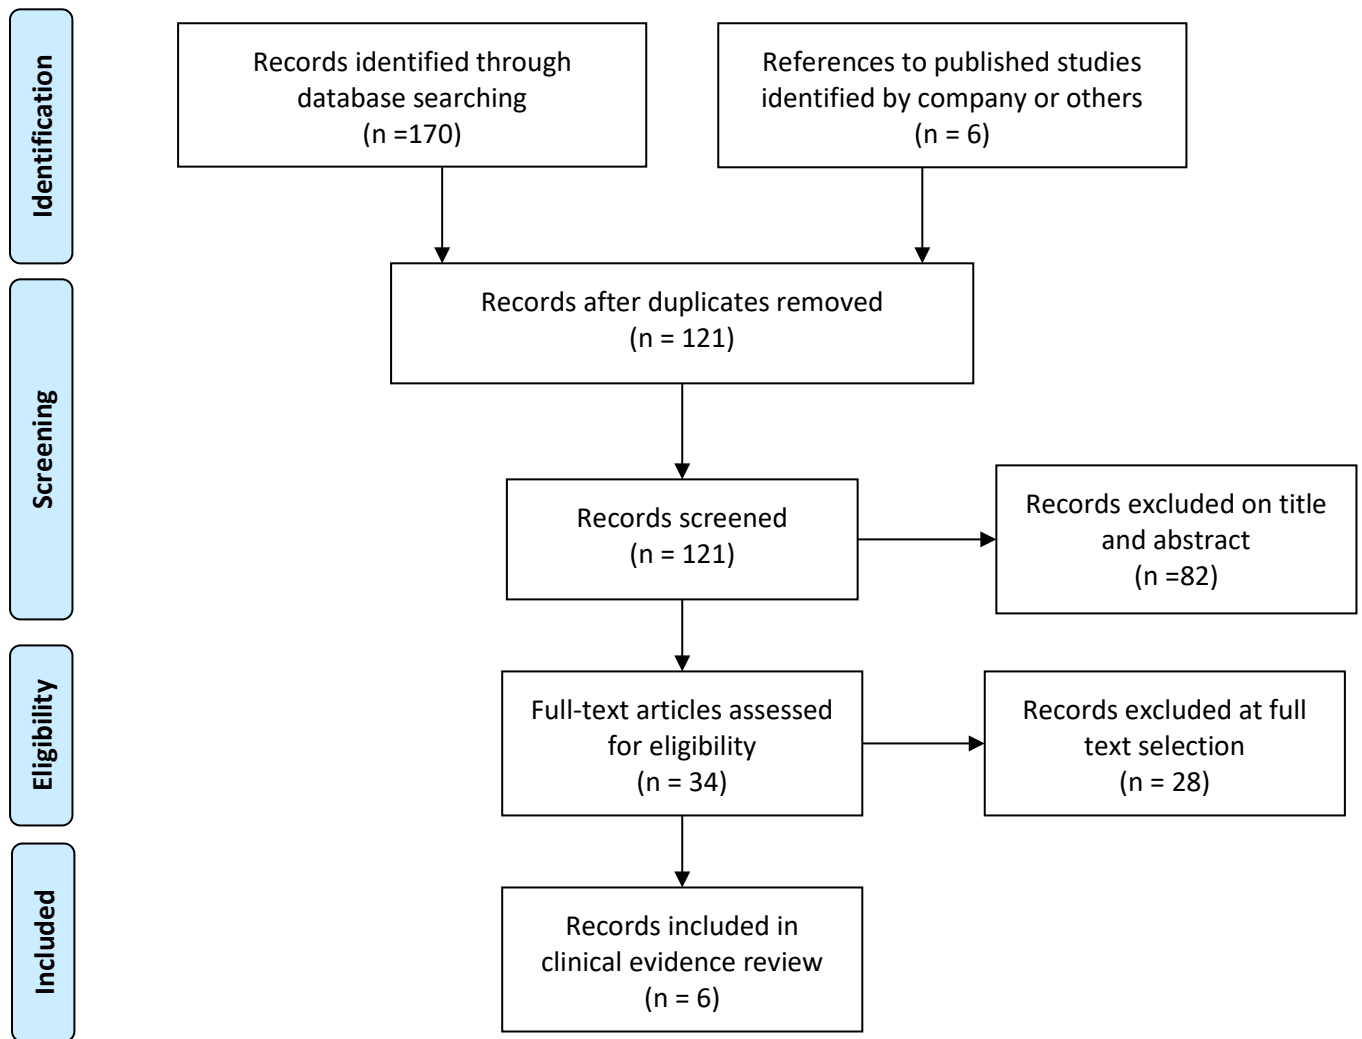 Identification
Records identified through
database searching
(n =170)
References to published studies
identified by company or others
(n = 6)
Screening
Records after duplicates removed
(n = 121)
Records screened
(n = 121)
Records excluded on title
and abstract
(n =82)
Eligibility
Full-text articles assessed
for eligibility
(n = 34)
Records excluded at full
text selection
(n = 28)
Included
Records included in
clinical evidence review
(n = 6)